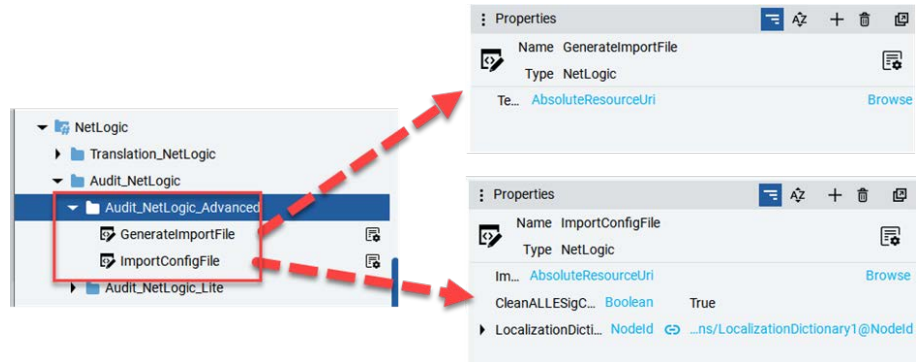 NetLogic
Translation_NetLogic
Audit_NetLogic
Audit_NetLogic_Advanced
GenerateImportFile
ImportConfigFile
Audit_NetLogic_Lite
Properties
Name GenerateImportFile
Type NetLogic
Te... AbsoluteResourceUri Browse
Properties
Name ImportConfigFile
Type NetLogic
Im... AbsoluteResourceUri Browse
CleanALLESigC... Boolean True
LocalizationDicti... NodeId ...ns/LocalizationDictionary1@NodeId